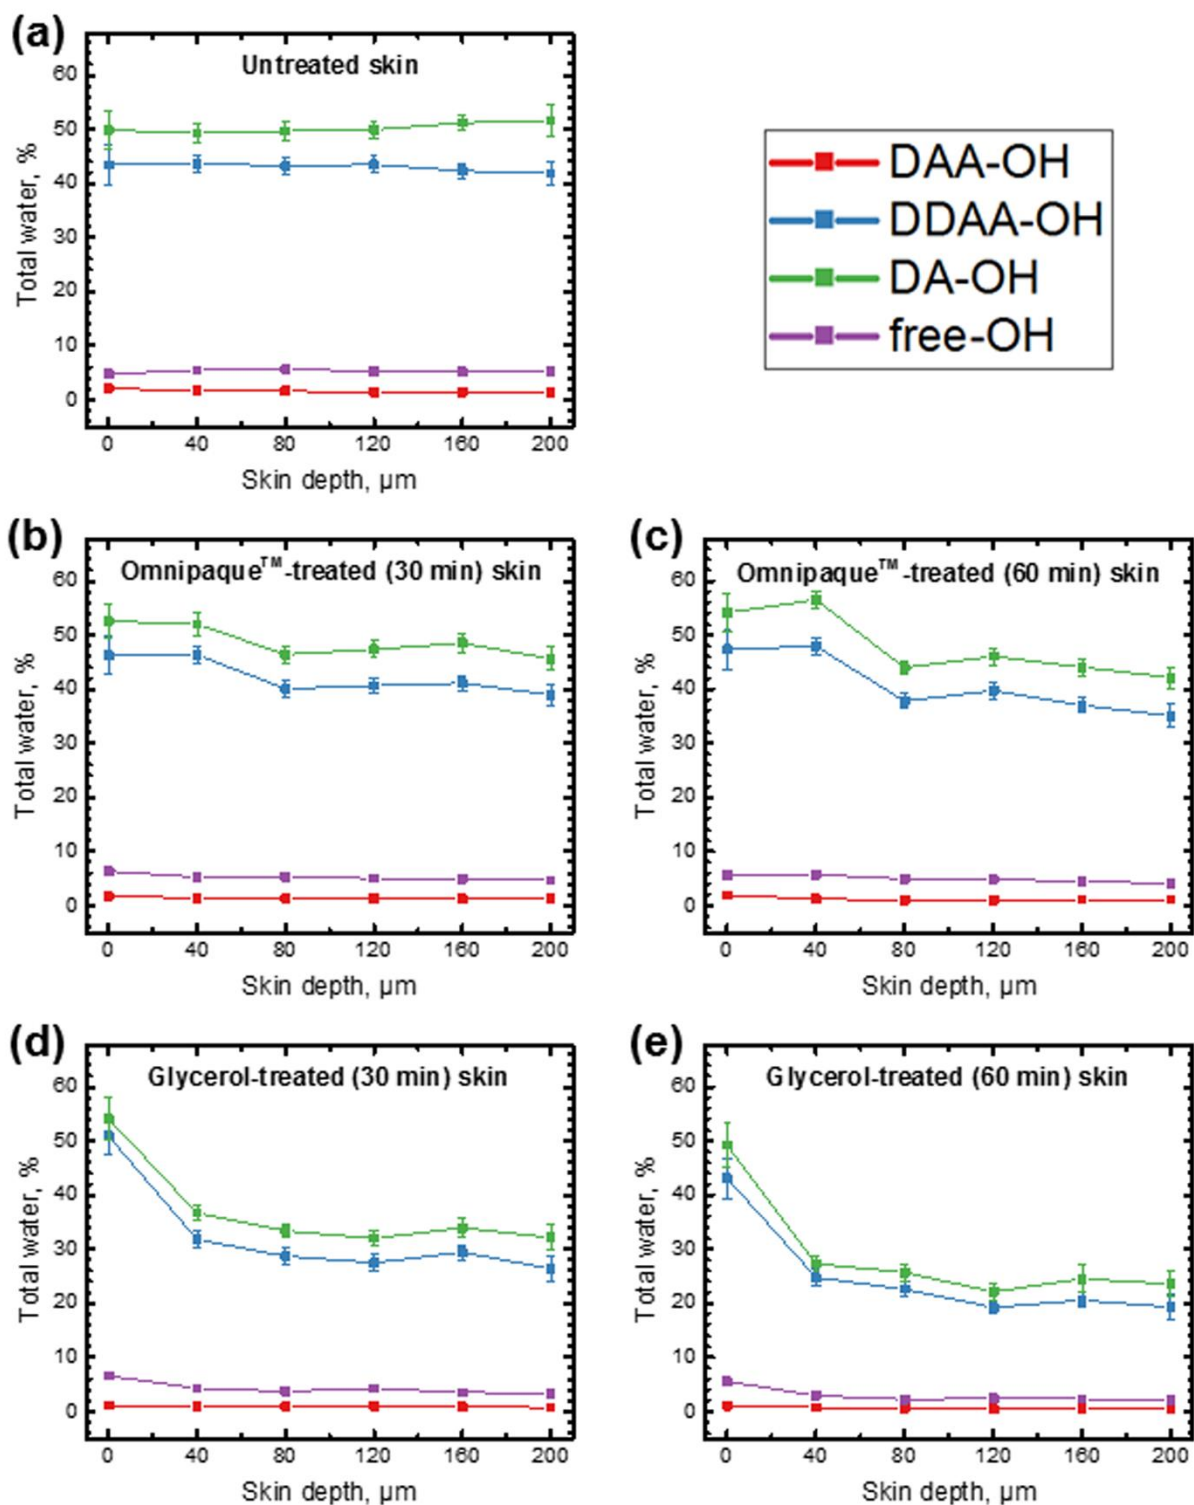 (a)
Untreated skin
60
50
40
30
20
10
0
Total water, %
0 40 80 120 160 200
Skin depth, µm
DAA-OH
DDAA-OH
DA-OH
free-OH
(b)
Omnipaque™-treated (30 min) skin
60
50
40
30
20
10
0
Total water, %
0 40 80 120 160 200
Skin depth, µm
(c)
Omnipaque™-treated (60 min) skin
60
50
40
30
20
10
0
Total water, %
0 40 80 120 160 200
Skin depth, µm
(d)
Glycerol-treated (30 min) skin
60
50
40
30
20
10
0
Total water, %
0 40 80 120 160 200
Skin depth, µm
(e)
Glycerol-treated (60 min) skin
60
50
40
30
20
10
0
Total water, %
0 40 80 120 160 200
Skin depth, µm